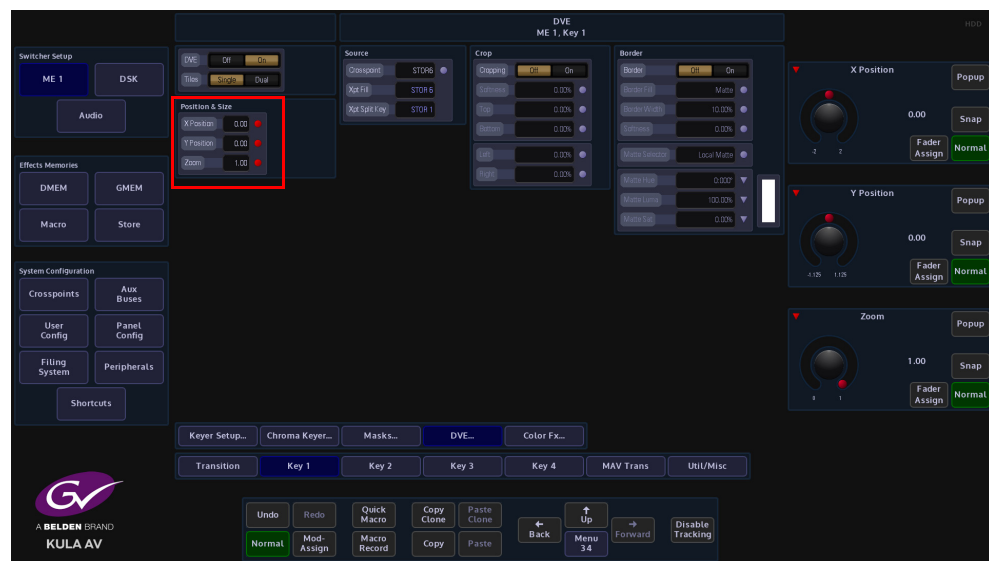 DVE
ME 1, Key 1
HDD
Switcher Setup
ME 1
DSK
Audio
Effects Memories
DMEM
GMEM
Macro
Store
System Configuration
Crosspoints
Aux
Buses
User
Config
Panel
Config
Filing
System
Peripherals
Shortcuts
DVE Off On
Tiles Single Dual
Position & Size
X Position 0.00
Y Position 0.00
Zoom 1.00
Source
Crosspoint STOR6
Xpt Fill STOR 6
Xpt Split Key STOR 1
Crop
Cropping Off On
Softness 0.00%
Top 0.00%
Bottom 0.00%
Left 0.00%
Right 0.00%
Border
Border Off On
Border Fill Matte
Border Width 10.00%
Softness 0.00%
Matte Selector Local Matte
Matte Hue 0.000°
Matte Luma 100.00%
Matte Sat 0.00%
X Position
Popup
0.00
Snap
-2 2
Fader
Assign
Normal
Y Position
Popup
0.00
Snap
-1.125 1.125
Fader
Assign
Normal
Zoom
Popup
1.00
Snap
0 1
Fader
Assign
Normal
Keyer Setup... Chroma Keyer... Masks... DVE... Color Fx...
Transition Key 1 Key 2 Key 3 Key 4 MAV Trans Util/Misc
GV
A BELDEN BRAND
KULA AV
Undo
Redo
Quick
Macro
Copy
Clone
Paste
Clone
Normal
Mod-
Assign
Macro
Record
Copy
Paste
Back
Up
Menu
34
Forward
Disable
Tracking